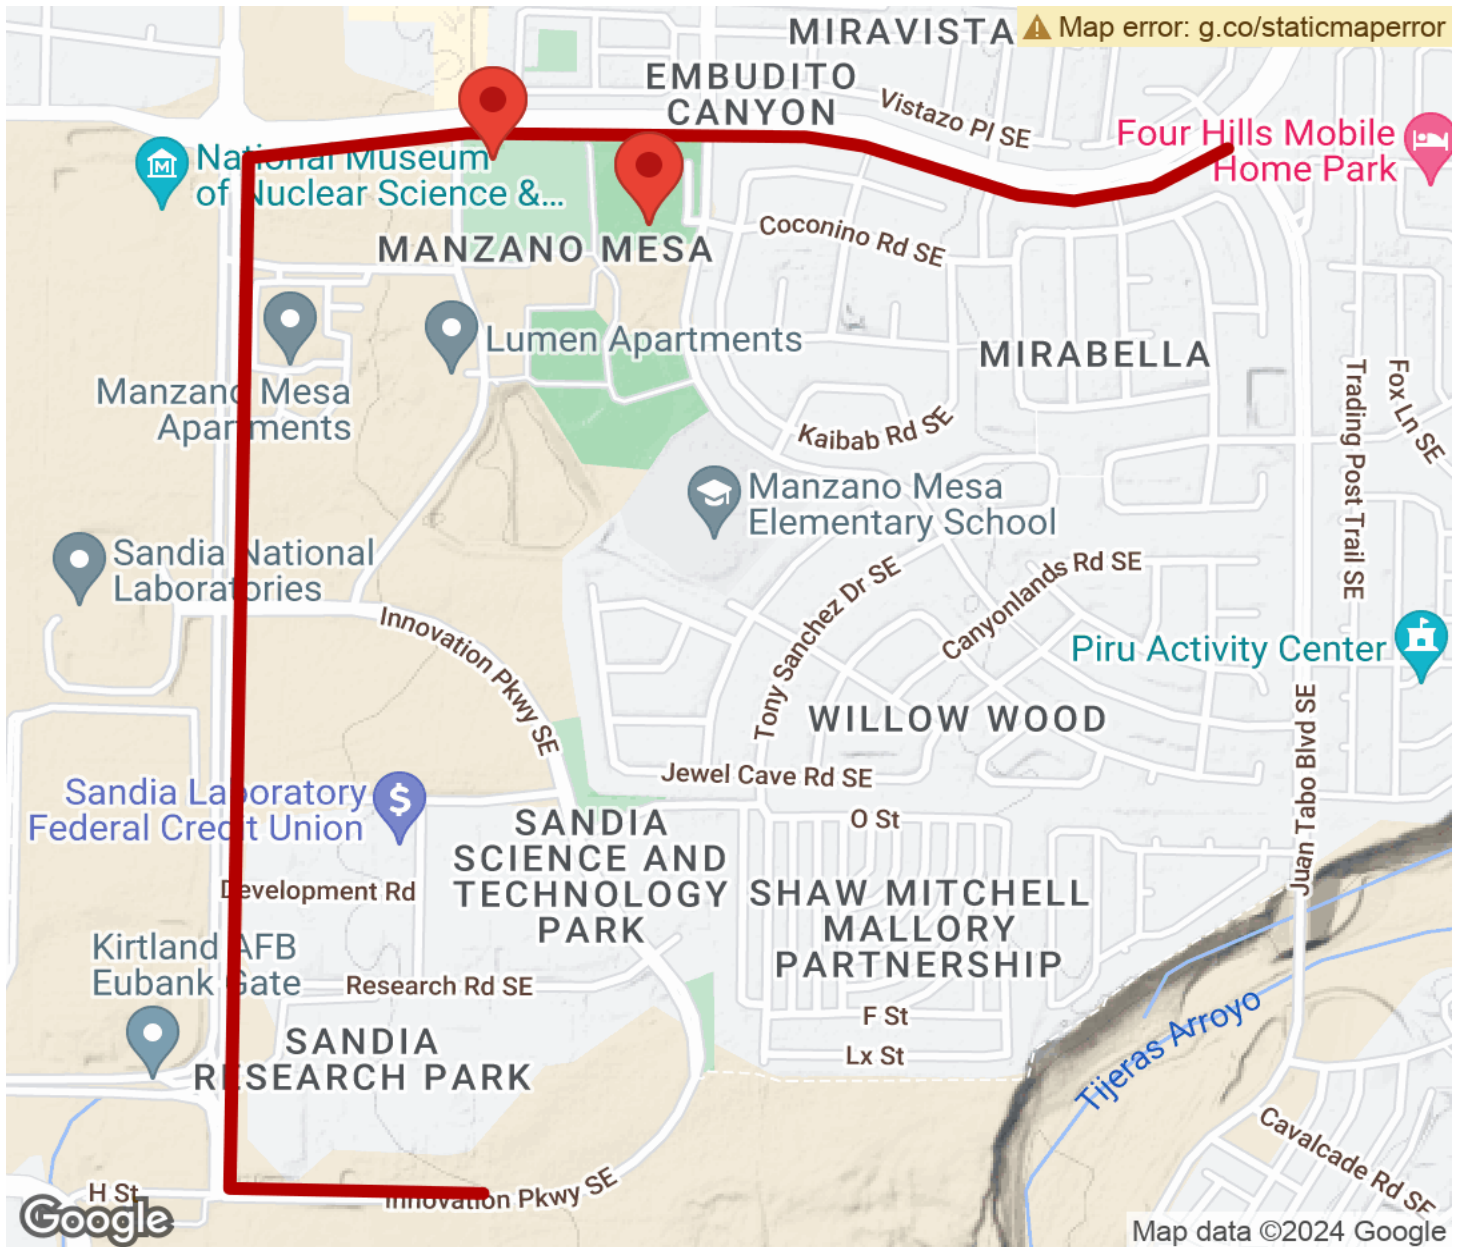 MIRAVISTA
Map error: g.co/staticmaperror
EMBUDITO
CANYON
Vistazo Pl SE
Four Hills Mobile
Home Park
National Museum
of Nuclear Science &...
Coconino Rd SE
MANZANO MESA
Lumen Apartments
MIRABELLA
Manzano Mesa
Apartments
Kaibab Rd SE
Trading Post Trail SE
Fox Ln SE
Manzano Mesa
Elementary School
Sandia National
Laboratories
Innovation Pkwy SE
Tony Sanchez Dr SE
Canyonlands Rd SE
Piru Activity Center
WILLOW WOOD
Juan Tabo Blvd SE
Jewel Cave Rd SE
Sandia Laboratory
Federal Credit Union
$
SANDIA
SCIENCE AND
TECHNOLOGY
PARK
O St
Development Rd
SHAW MITCHELL
MALLORY
PARTNERSHIP
Kirtland AFB
Eubank Gate
Research Rd SE
F St
Lx St
Tijeras Arroyo
SANDIA
RESEARCH PARK
Cavalcade Rd SE
H St
Innovation Pkwy SE
Google
Map data ©2024 Google